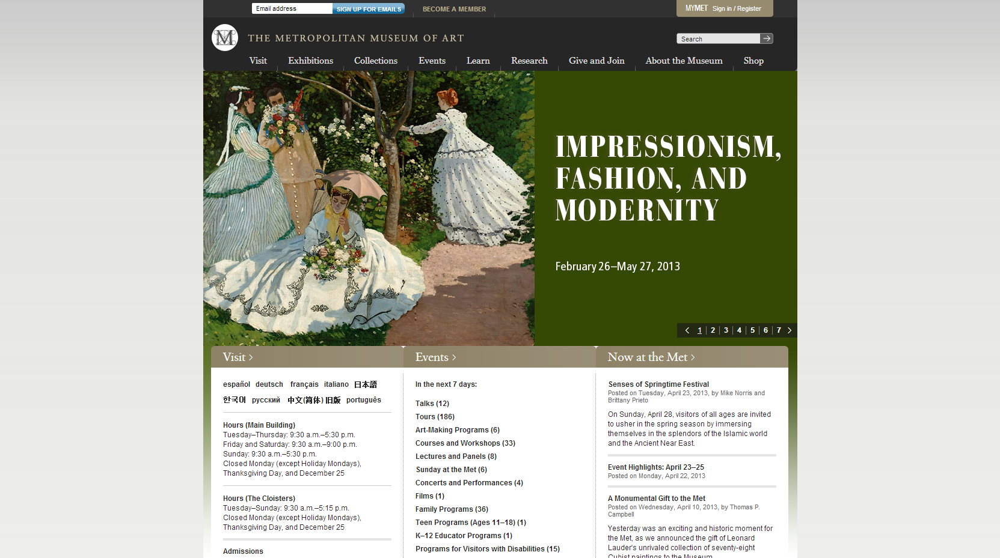 Email address SIGN UP FOR EMAILS BECOME A MEMBER MYMET Sign in / Register
THE METROPOLITAN MUSEUM OF ART
Search
Visit Exhibitions Collections Events Learn Research Give and Join About the Museum Shop
IMPRESSIONISM,
FASHION, AND
MODERNITY
February 26–May 27, 2013
1 2 3 4 5 6 7
Visit
español deutsch français italiano 日本語
한국어 русский 中文(简体) 旧版 português
Hours (Main Building)
Tuesday–Thursday: 9:30 a.m.–5:30 p.m.
Friday and Saturday: 9:30 a.m.–9:00 p.m.
Sunday: 9:30 a.m.–5:30 p.m.
Closed Monday (except Holiday Mondays),
Thanksgiving Day, and December 25
Hours (The Cloisters)
Tuesday–Sunday: 9:30 a.m.–5:15 p.m.
Closed Monday (except Holiday Mondays),
Thanksgiving Day, and December 25
Admissions
Events
In the next 7 days:
Talks (12)
Tours (186)
Art-Making Programs (6)
Courses and Workshops (33)
Lectures and Panels (8)
Sunday at the Met (6)
Concerts and Performances (4)
Films (1)
Family Programs (36)
Teen Programs (Ages 11–18) (1)
K–12 Educator Programs (1)
Programs for Visitors with Disabilities (15)
Now at the Met
Senses of Springtime Festival
Posted on Tuesday, April 23, 2013, by Mike Norris and
Brittany Prieto
On Sunday, April 28, visitors of all ages are invited
to usher in the spring season by immersing
themselves in the splendors of the Islamic world
and the Ancient Near East.
Event Highlights: April 23–25
Posted on Monday, April 22, 2013
A Monumental Gift to the Met
Posted on Wednesday, April 10, 2013, by Thomas P.
Campbell
Yesterday was an exciting and historic moment for
the Met, as we announced the gift of Leonard
Lauder's unrivaled collection of seventy-eight
Cubist paintings to the Museum.